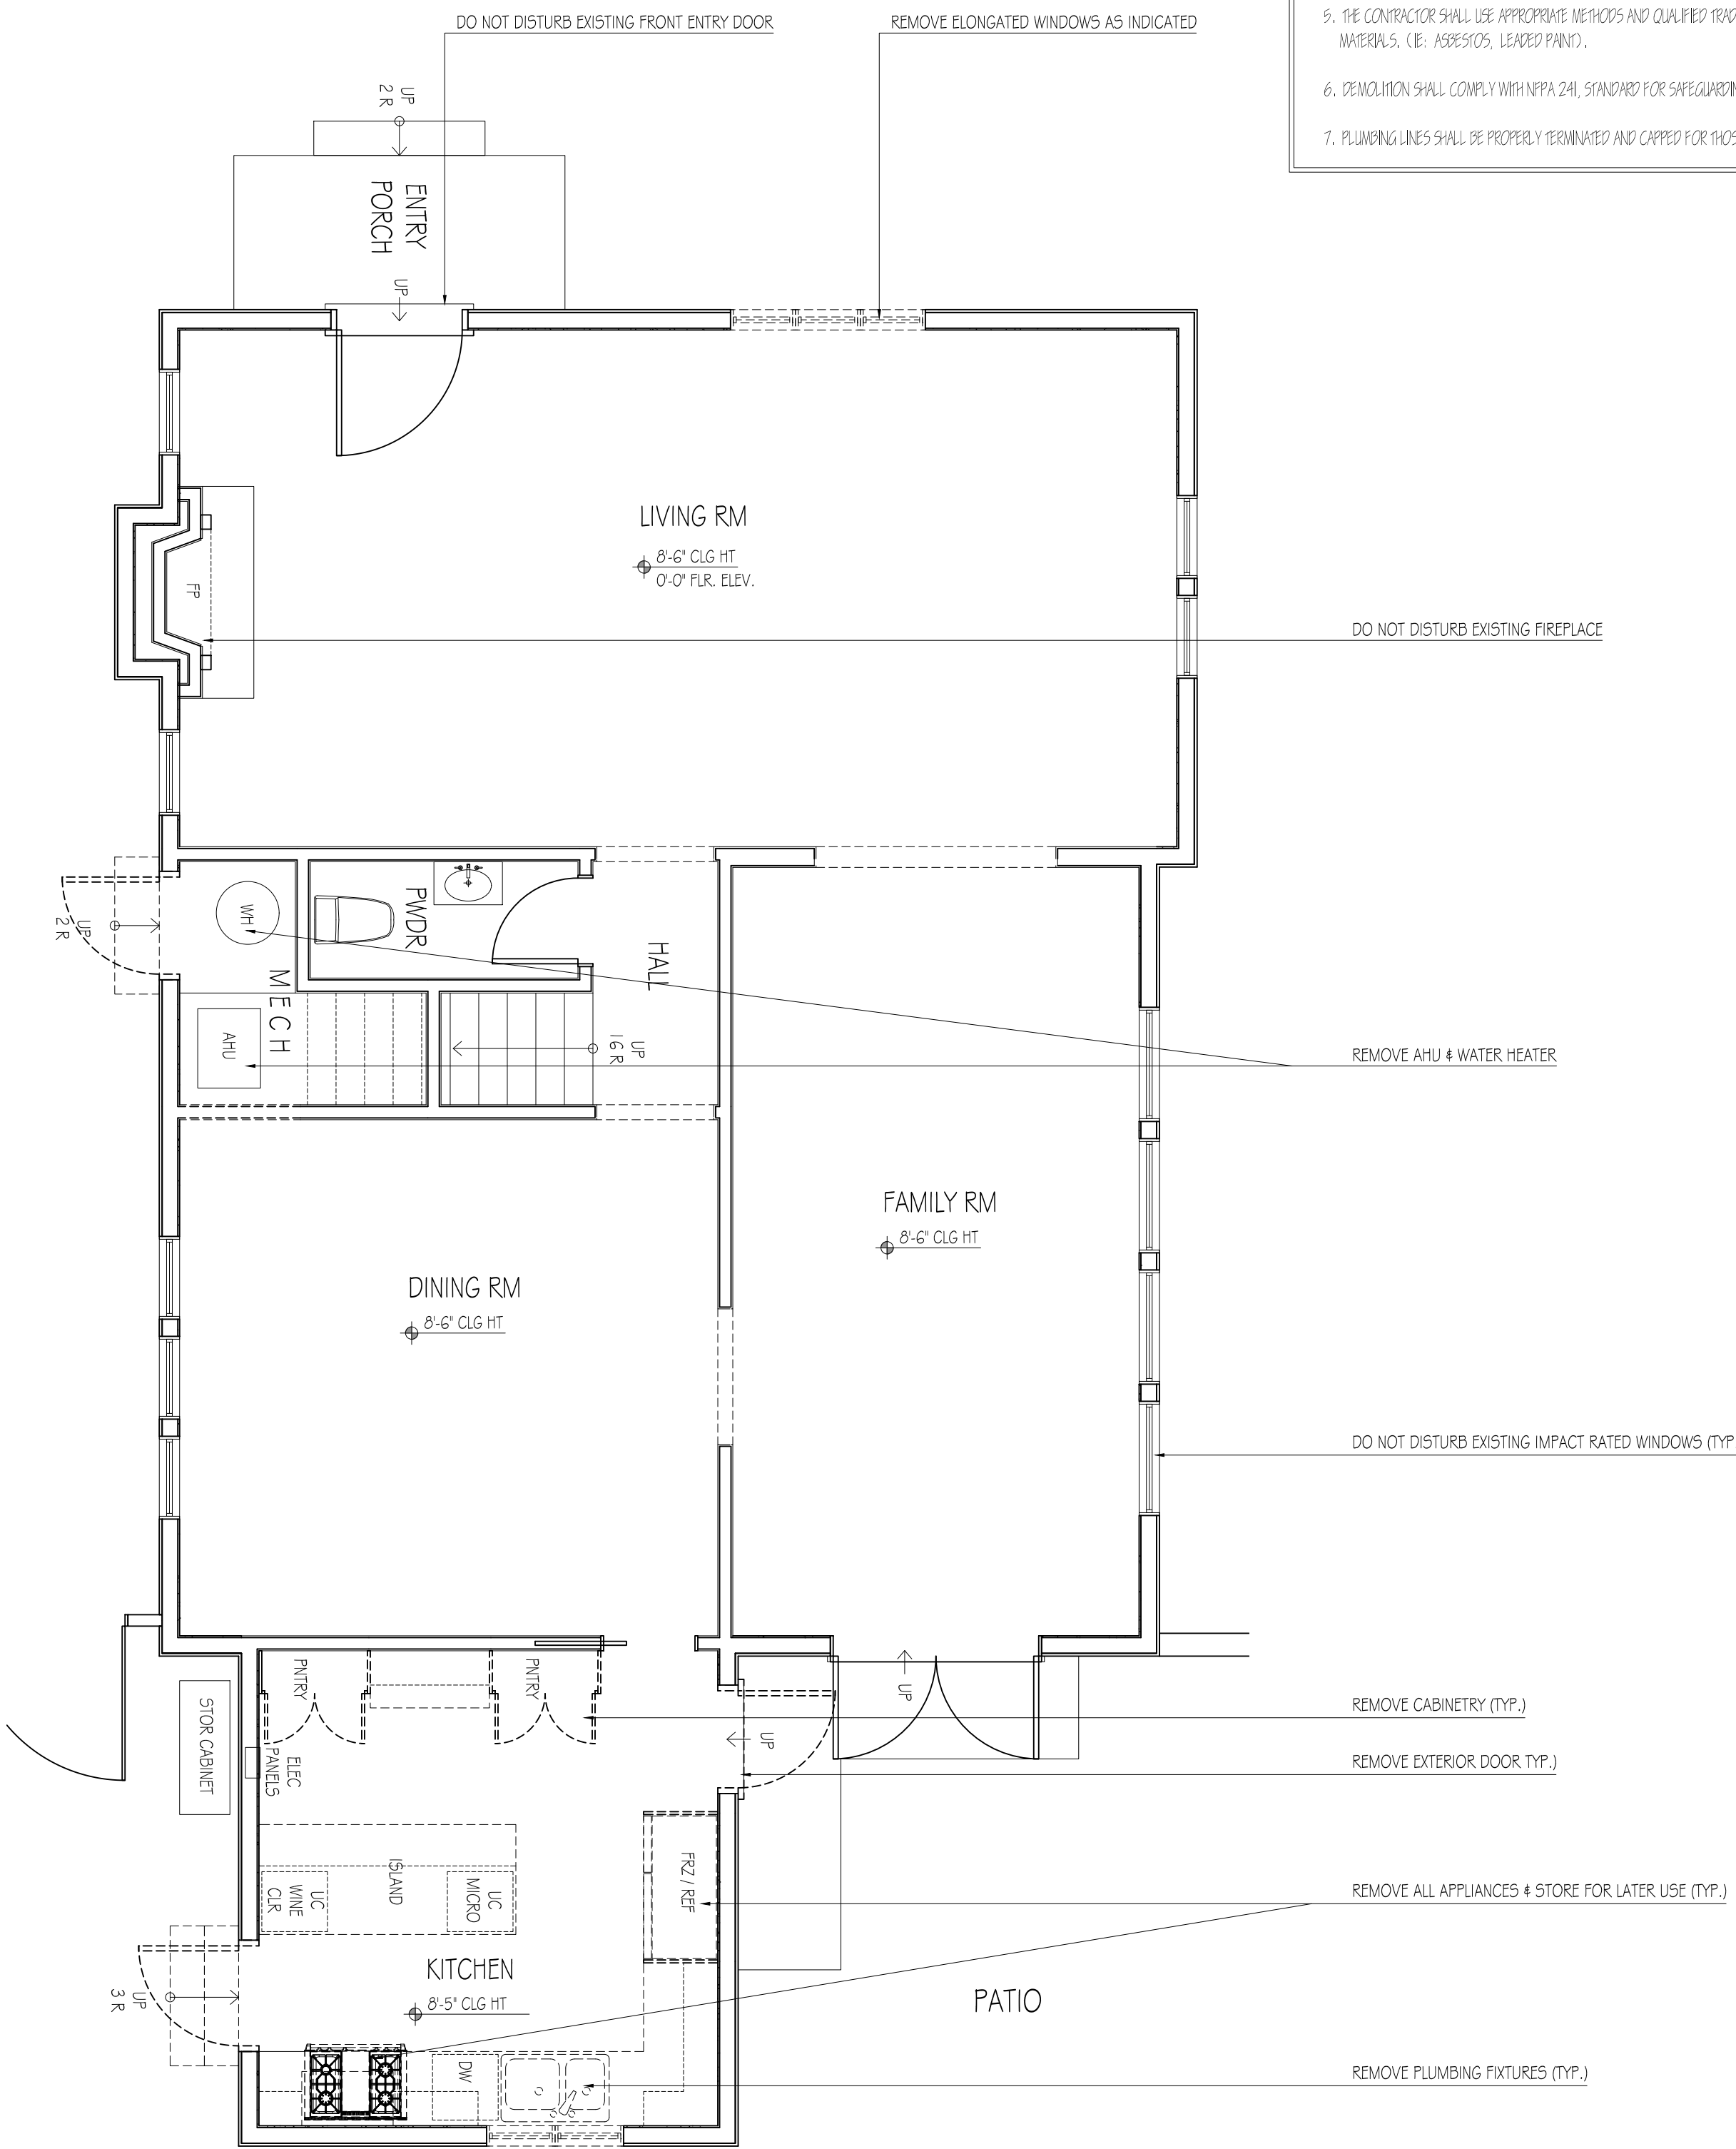 DO NOT DISTURB EXISTING FRONT ENTRY DOOR
REMOVE ELONGATED WINDOWS AS INDICATED
5. THE CONTRACTOR SHALL USE APPROPRIATE METHODS AND QUALIFIED
MATERIALS. (IE: ASBESTOS, LEADED PAINT).
6. DEMOLITION SHALL COMPLY WITH NFPA 241, STANDARD FOR
7. PLUMBING LINES SHALL BE PROPERLY TERMINATED AND CAPPED FOR
UP
2 R
ENTRY
PORCH
UP
LIVING RM
8'-6" CLG HT
0'-0" FLR. ELEV.
FP
DO NOT DISTURB EXISTING FIREPLACE
UP
2 R
WH
PWDR
HALL
MECH
AHU
UP
16 R
REMOVE AHU & WATER HEATER
FAMILY RM
8'-6" CLG HT
DINING RM
8'-6" CLG HT
DO NOT DISTURB EXISTING IMPACT RATED WINDOWS (TYP.
PNTRY
PNTRY
UP
STOR CABINET
ELEC
PANELS
UP
REMOVE CABINETRY (TYP.)
REMOVE EXTERIOR DOOR TYP.)
ISLAND
UC
WINE
CLR
UC
MICRO
FRZ / REF
REMOVE ALL APPLIANCES & STORE FOR LATER USE (TYP.)
KITCHEN
8'-5" CLG HT
UP
3 R
PATIO
DW
REMOVE PLUMBING FIXTURES (TYP.)